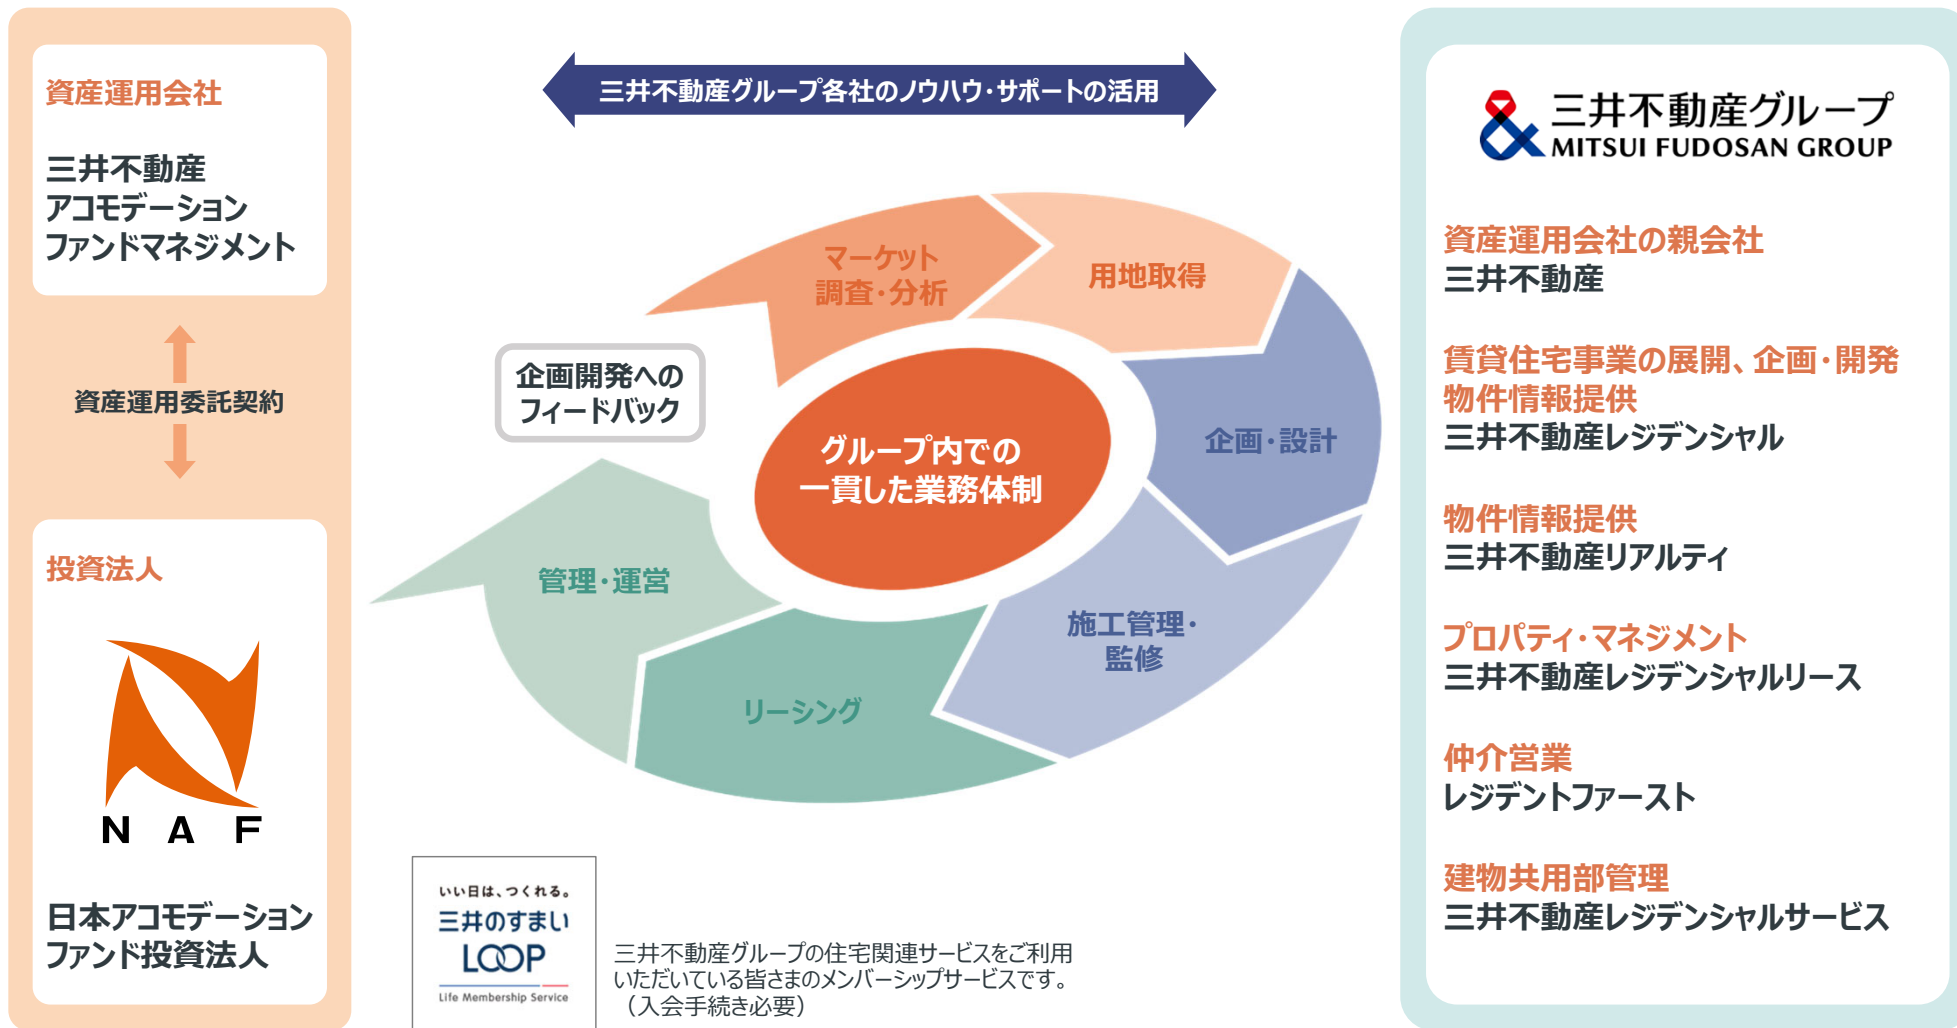 資産運用会社
三井不動産
アコモデーション
ファンドマネジメント
資産運用委託契約
投資法人
NAF
日本アコモデーション
ファンド投資法人
三井不動産グループ各社のノウハウ・サポートの活用
マーケット
調査・分析
用地取得
企画・設計
施工管理・
監修
リーシング
管理・運営
企画開発への
フィードバック
グループ内での
一貫した業務体制
いい日は、つくれる。
三井のすまい
LOOP
Life Membership Service
三井不動産グループの住宅関連サービスをご利用
いただいている皆さまのメンバーシップサービスです。
（入会手続き必要）
三井不動産グループ
MITSUI FUDOSAN GROUP
資産運用会社の親会社
三井不動産
賃貸住宅事業の展開、企画・開発
物件情報提供
三井不動産レジデンシャル
物件情報提供
三井不動産リアルティ
プロパティ・マネジメント
三井不動産レジデンシャルリース
仲介営業
レジデントファースト
建物共用部管理
三井不動産レジデンシャルサービス